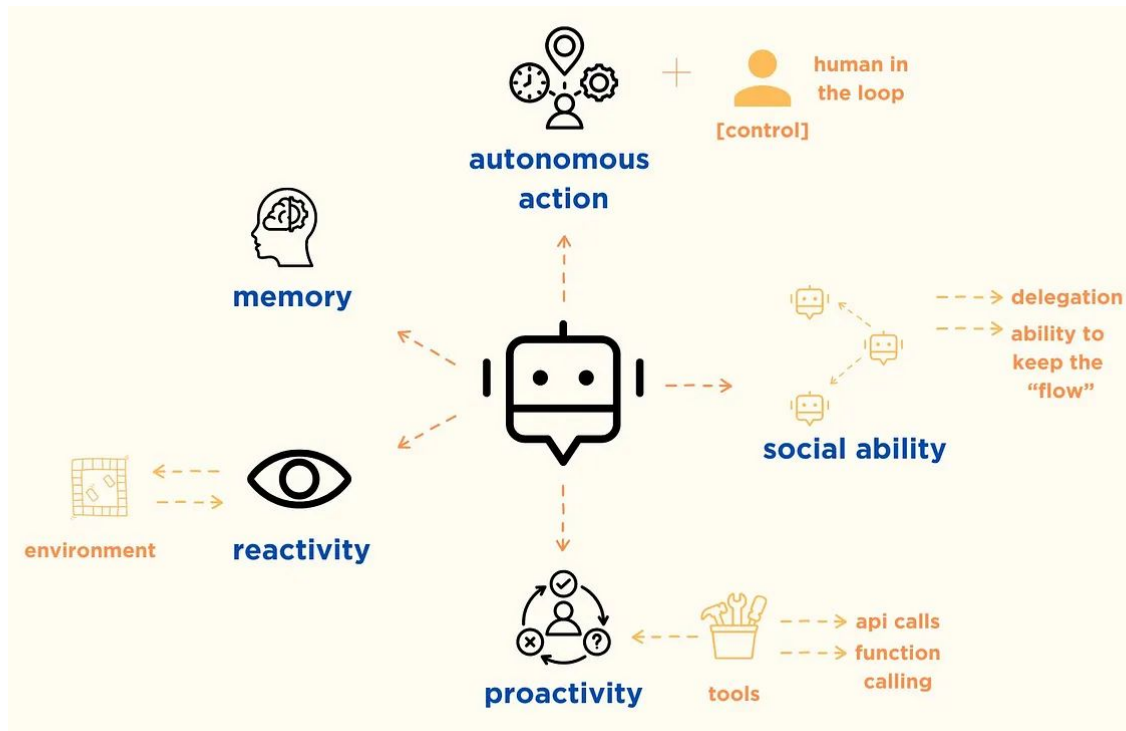 human in
the loop
[control]
autonomous
action
memory
delegation
ability to
keep the
“flow”
social ability
environment
reactivity
?
api calls
function
calling
tools
proactivity